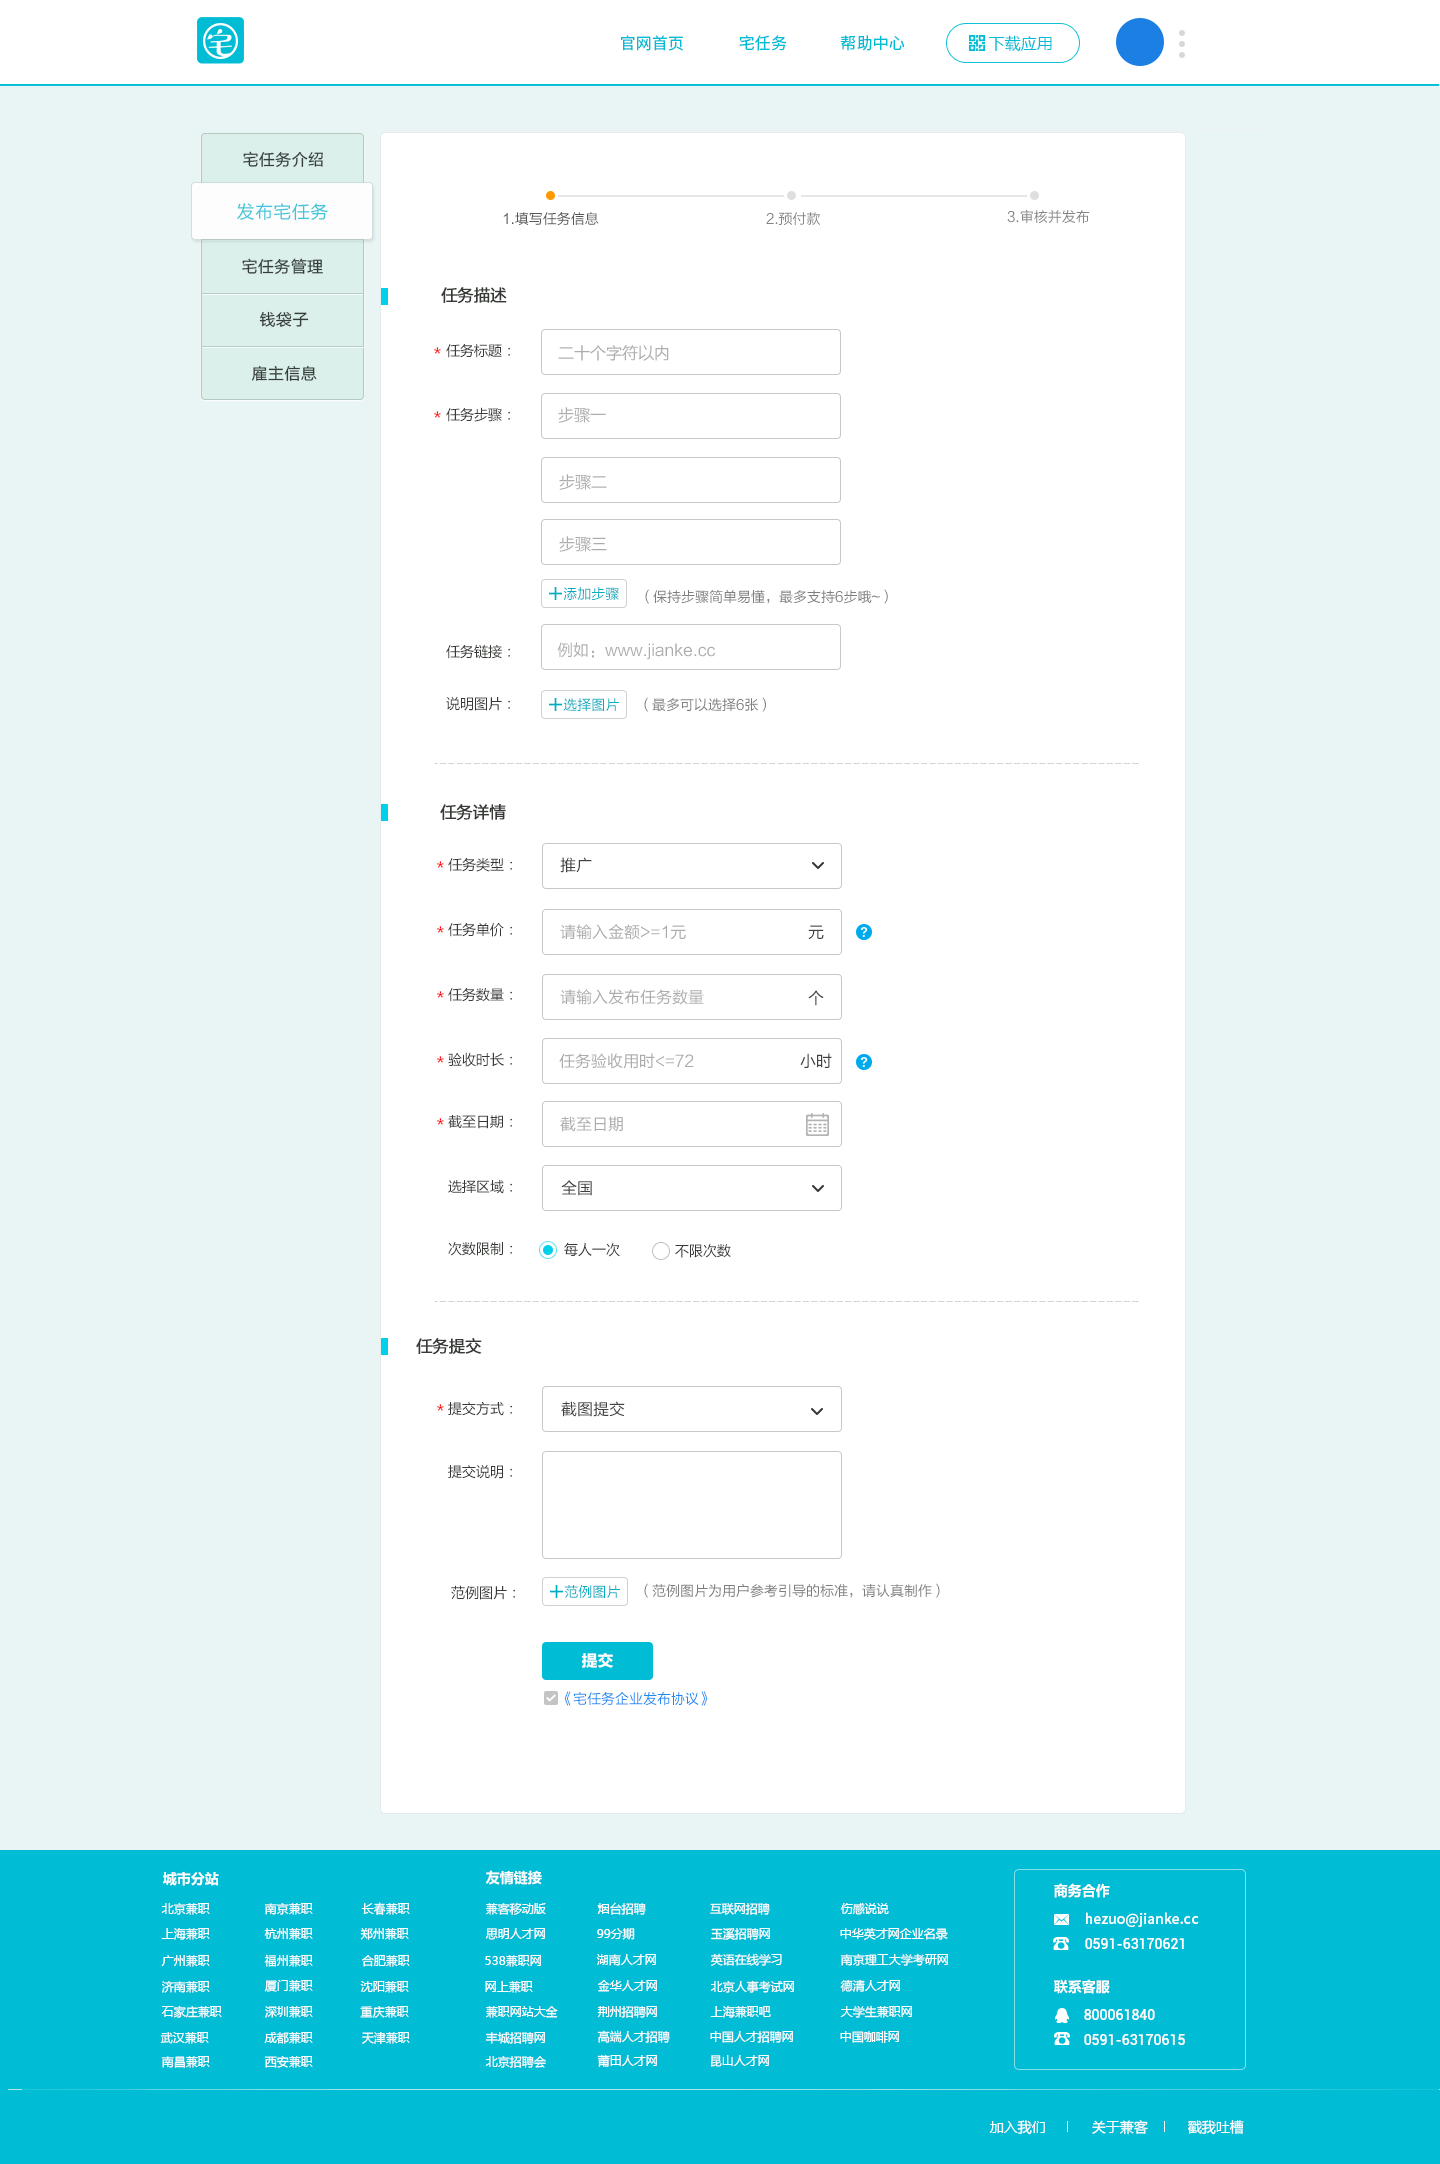 宅
官网首页 宅任务 帮助中心 下载应用
宅任务介绍
发布宅任务
宅任务管理
钱袋子
雇主信息
1.填写任务信息 2.预付款 3.审核并发布
任务描述
* 任务标题： 二十个字符以内
* 任务步骤： 步骤一
步骤二
步骤三
+添加步骤 （保持步骤简单易懂，最多支持6步哦~）
任务链接： 例如：www.jianke.cc
说明图片： +选择图片 （最多可以选择6张）
任务详情
* 任务类型： 推广
* 任务单价： 请输入金额>=1元 元 ?
* 任务数量： 请输入发布任务数量 个
* 验收时长： 任务验收用时<=72 小时 ?
* 截至日期： 截至日期
选择区域： 全国
次数限制： 每人一次 不限次数
任务提交
* 提交方式： 截图提交
提交说明：
范例图片： +范例图片 （范例图片为用户参考引导的标准，请认真制作）
提交
《宅任务企业发布协议》
城市分站 友情链接
北京兼职 南京兼职 长春兼职 兼客移动版 烟台招聘 互联网招聘 伤感说说
上海兼职 杭州兼职 郑州兼职 思明人才网 99分期 玉溪招聘网 中华英才网企业名录
广州兼职 福州兼职 合肥兼职 538兼职网 湖南人才网 英语在线学习 南京理工大学考研网
济南兼职 厦门兼职 沈阳兼职 网上兼职 金华人才网 北京人事考试网 德清人才网
石家庄兼职 深圳兼职 重庆兼职 兼职网站大全 荆州招聘网 上海兼职吧 大学生兼职网
武汉兼职 成都兼职 天津兼职 丰城招聘网 高端人才招聘 中国人才招聘网 中国咖啡网
南昌兼职 西安兼职 北京招聘会 莆田人才网 昆山人才网
商务合作
hezuo@jianke.cc
0591-63170621
联系客服
800061840
0591-63170615
加入我们 | 关于兼客 | 戳我吐槽